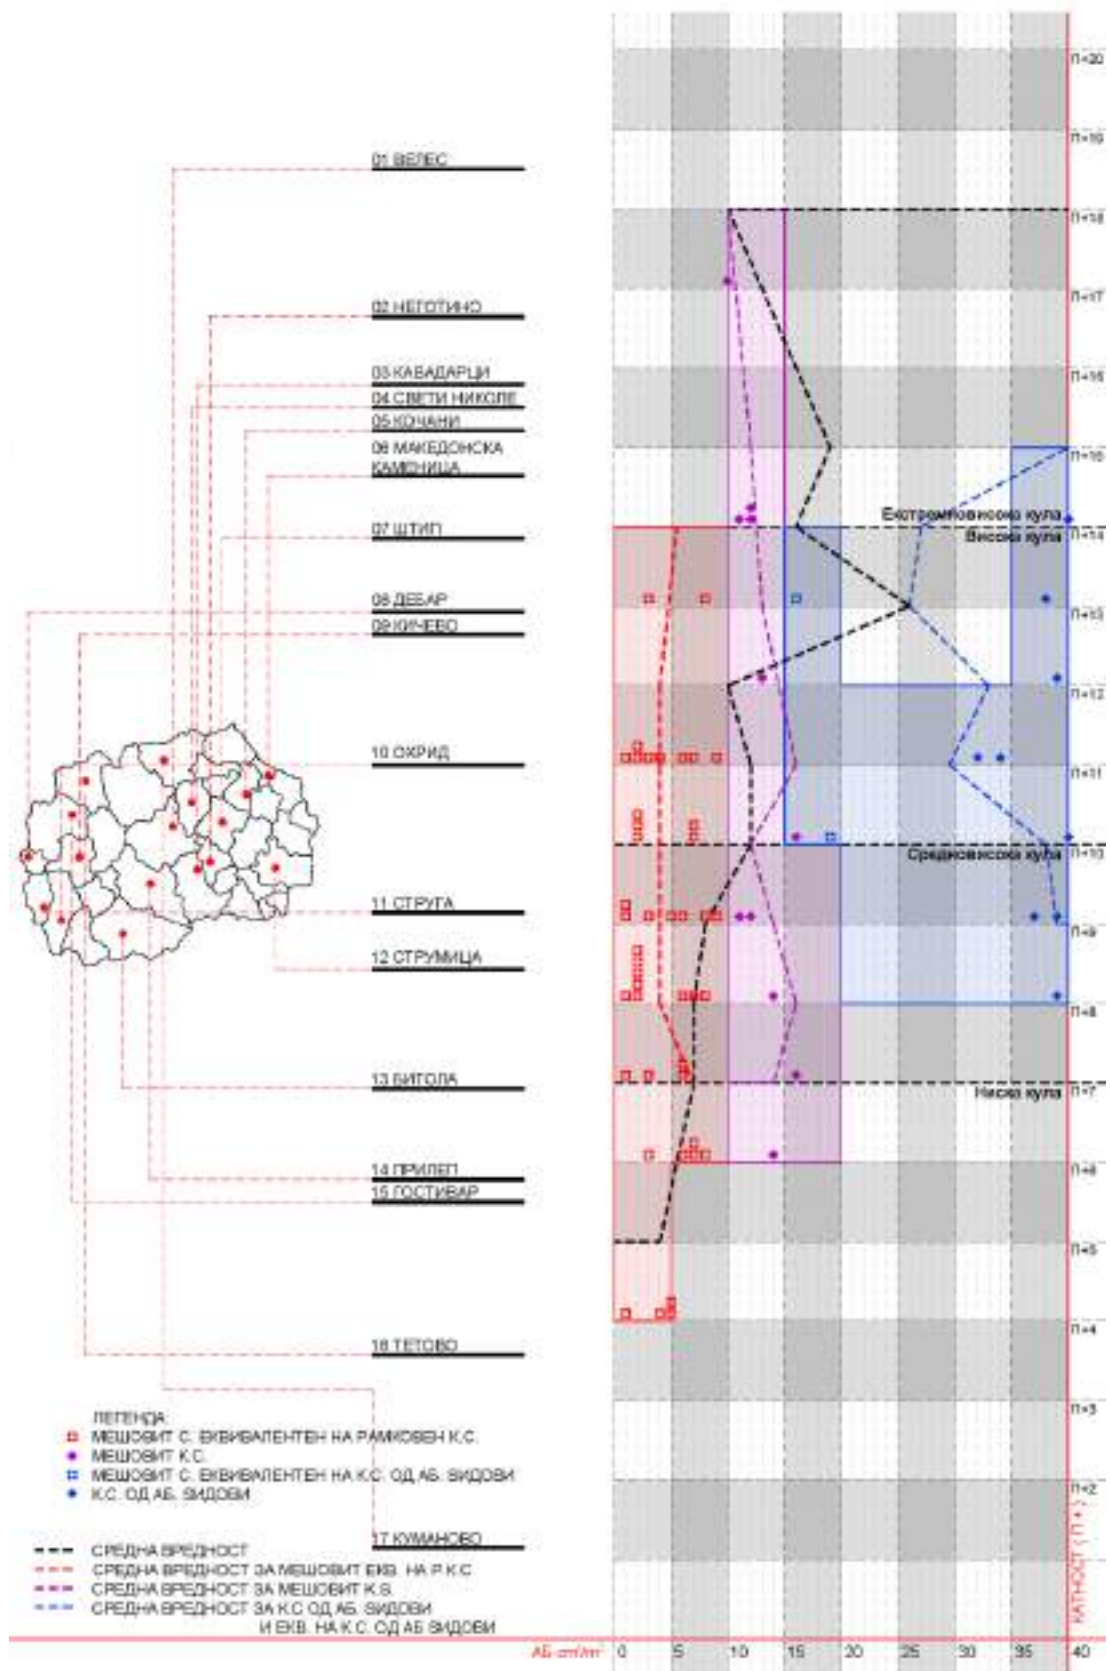 01 ВЕЛЕС
02 НЕГОТИНО
03 КАВАДАРЦИ
04 СВЕТИ НИКОЛЕ
05 КОЧАНИ
06 МАКЕДОНСКА
КАМЕНИЦА
07 ШТИП
08 ДЕБАР
09 КИЧЕВО
10 ОХРИД
11 СТРУГА
12 СТРУМИЦА
13 БИТОЛА
14 ПРИЛЕП
15 ГОСТИВАР
16 ТЕТОВО
17 КУМАНОВО
ЛЕГЕНДА
МЕШОВИТ С. ЕКВИВАЛЕНТЕН НА РАМКОВЕН К.С.
МЕШОВИТ К.С.
МЕШОВИТ С. ЕКВИВАЛЕНТЕН НА К.С. ОД АБ. ЅИДОВИ
К.С. ОД АБ. ЅИДОВИ
СРЕДНА ВРЕДНОСТ
СРЕДНА ВРЕДНОСТ ЗА МЕШОВИТ ЕКВ. НА Р.К.С
СРЕДНА ВРЕДНОСТ ЗА МЕШОВИТ К.S.
СРЕДНА ВРЕДНОСТ ЗА К.С ОД АБ. ЅИДОВИ
И ЕКВ. НА К.С. ОД АБ ЅИДОВИ
П+20
П+19
П+18
П+17
П+16
П+15
Екстремновисока кула
П+14
Висока кула
П+13
П+12
П+11
П+10
Средновисока кула
П+9
П+8
П+7
Ниска кула
П+6
П+5
П+4
П+3
П+2
КАТНОСТ (П+)
0 5 10 15 20 25 30 35 40